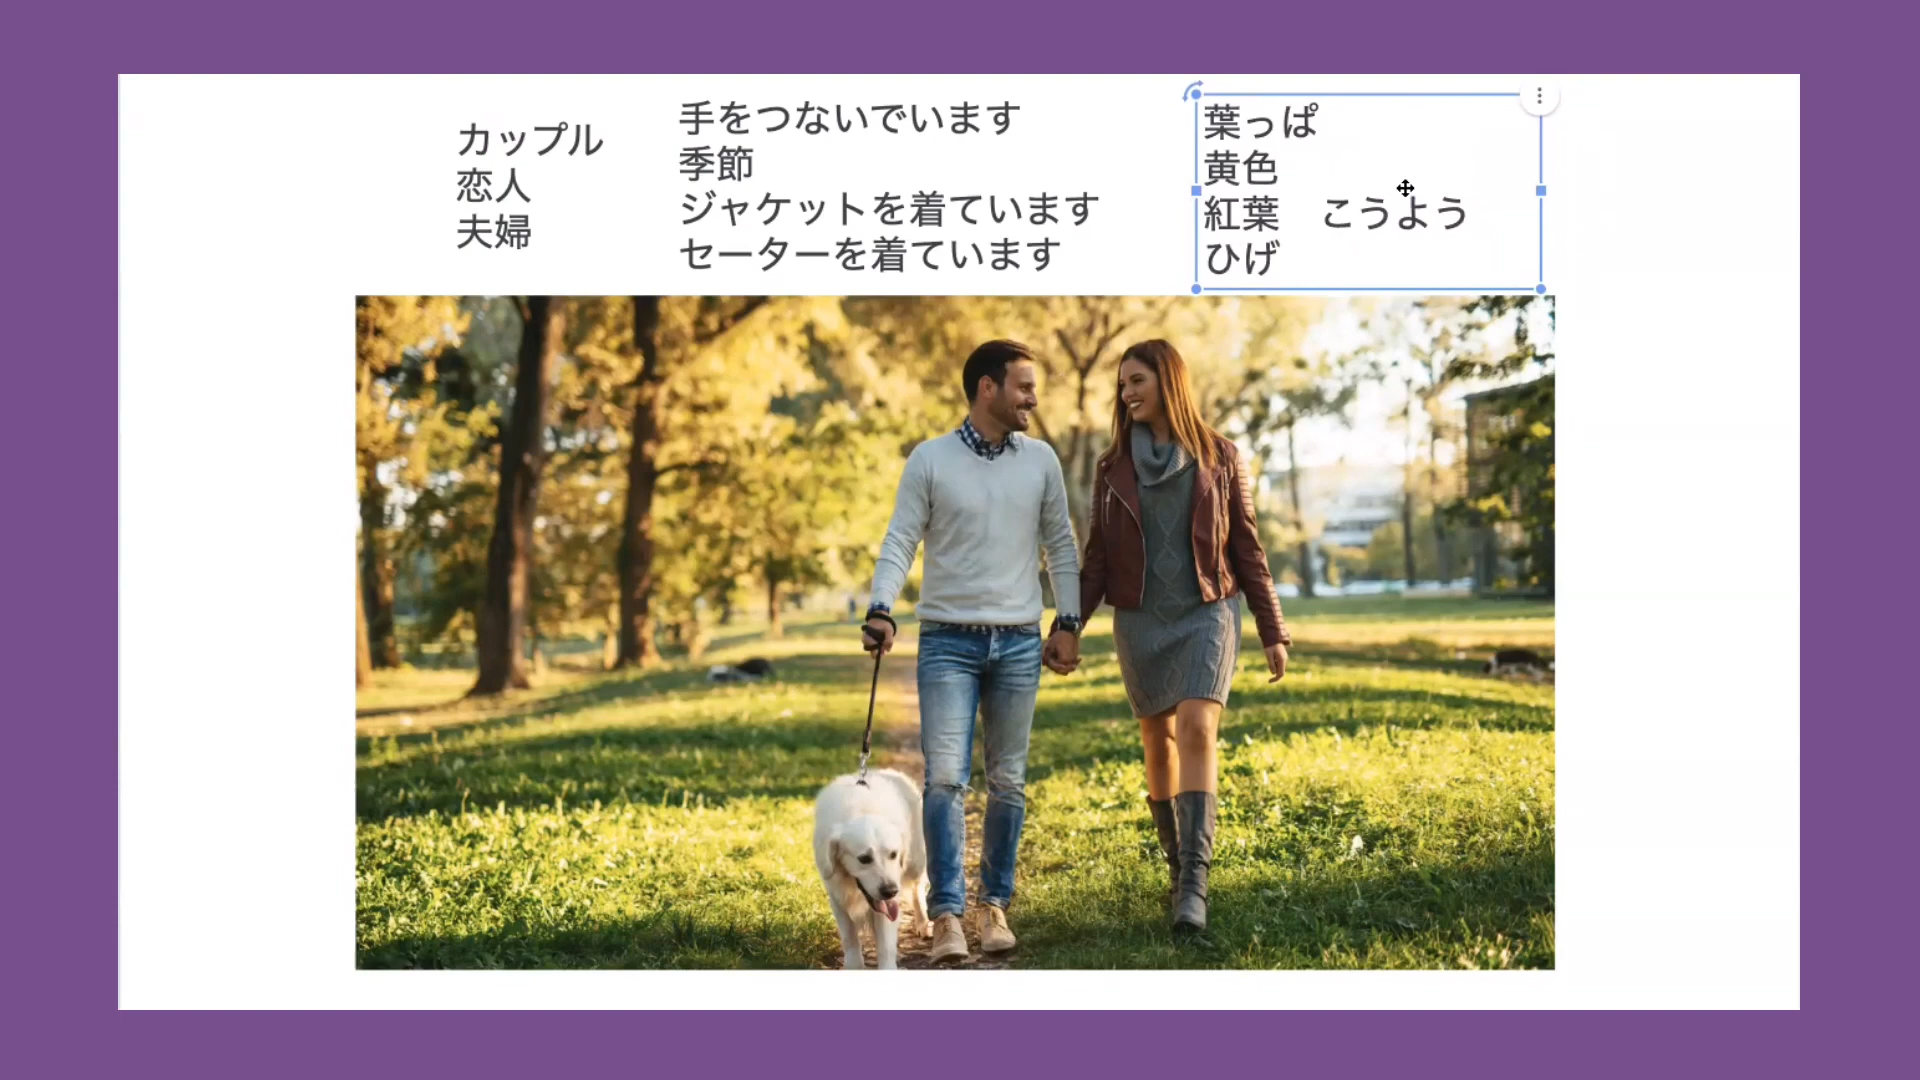 カップル
恋人
夫婦
手をつないでいます
季節
ジャケットを着ています
セーターを着ています
葉っぱ
黄色
紅葉　こうよう
ひげ